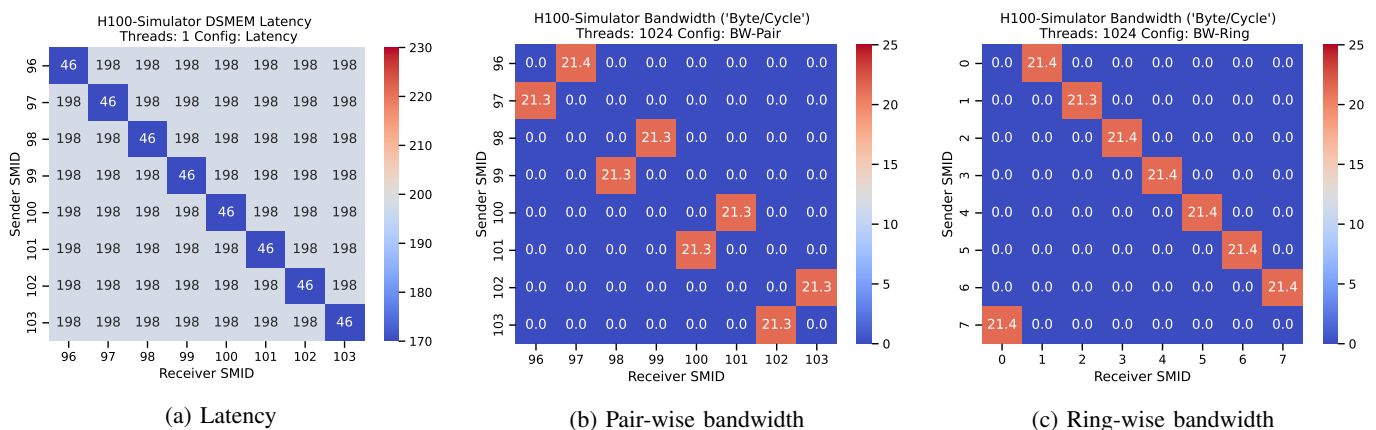 H100-Simulator DSMEM Latency
Threads: 1 Config: Latency
Sender SMID
96 46 198 198 198 198 198 198 198
97 198 46 198 198 198 198 198 198
98 198 198 46 198 198 198 198 198
99 198 198 198 46 198 198 198 198
100 198 198 198 198 46 198 198 198
101 198 198 198 198 198 46 198 198
102 198 198 198 198 198 198 46 198
103 198 198 198 198 198 198 198 46
96 97 98 99 100 101 102 103
Receiver SMID
230
220
210
200
190
180
170
(a) Latency
H100-Simulator Bandwidth ('Byte/Cycle')
Threads: 1024 Config: BW-Pair
Sender SMID
96 0.0 21.4 0.0 0.0 0.0 0.0 0.0 0.0
97 21.3 0.0 0.0 0.0 0.0 0.0 0.0 0.0
98 0.0 0.0 0.0 21.3 0.0 0.0 0.0 0.0
99 0.0 0.0 21.3 0.0 0.0 0.0 0.0 0.0
100 0.0 0.0 0.0 0.0 0.0 21.3 0.0 0.0
101 0.0 0.0 0.0 0.0 21.3 0.0 0.0 0.0
102 0.0 0.0 0.0 0.0 0.0 0.0 0.0 21.3
103 0.0 0.0 0.0 0.0 0.0 0.0 21.3 0.0
96 97 98 99 100 101 102 103
Receiver SMID
25
20
15
10
5
0
(b) Pair-wise bandwidth
H100-Simulator Bandwidth ('Byte/Cycle')
Threads: 1024 Config: BW-Ring
Sender SMID
0 0.0 21.4 0.0 0.0 0.0 0.0 0.0 0.0
1 0.0 0.0 21.3 0.0 0.0 0.0 0.0 0.0
2 0.0 0.0 0.0 21.4 0.0 0.0 0.0 0.0
3 0.0 0.0 0.0 0.0 21.4 0.0 0.0 0.0
4 0.0 0.0 0.0 0.0 0.0 21.4 0.0 0.0
5 0.0 0.0 0.0 0.0 0.0 0.0 21.4 0.0
6 0.0 0.0 0.0 0.0 0.0 0.0 0.0 21.4
7 21.4 0.0 0.0 0.0 0.0 0.0 0.0 0.0
0 1 2 3 4 5 6 7
Receiver SMID
25
20
15
10
5
0
(c) Ring-wise bandwidth